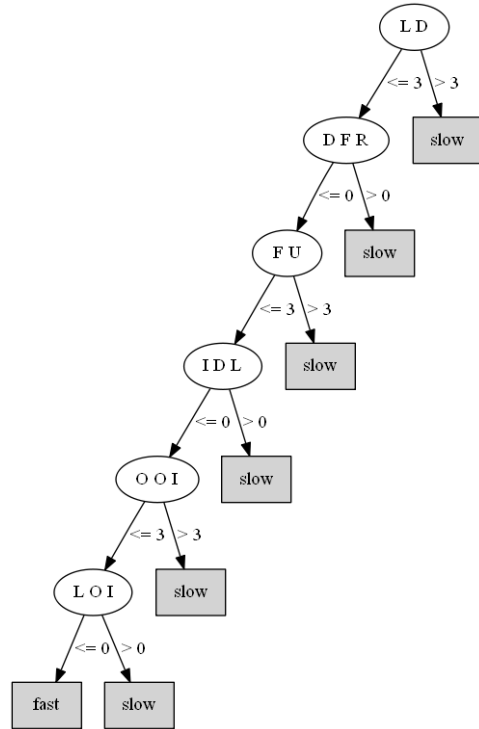 L D
<= 3 > 3
D F R slow
<= 0 > 0
F U slow
<= 3 > 3
I D L slow
<= 0 > 0
O O I slow
<= 3 > 3
L O I slow
<= 0 > 0
fast slow